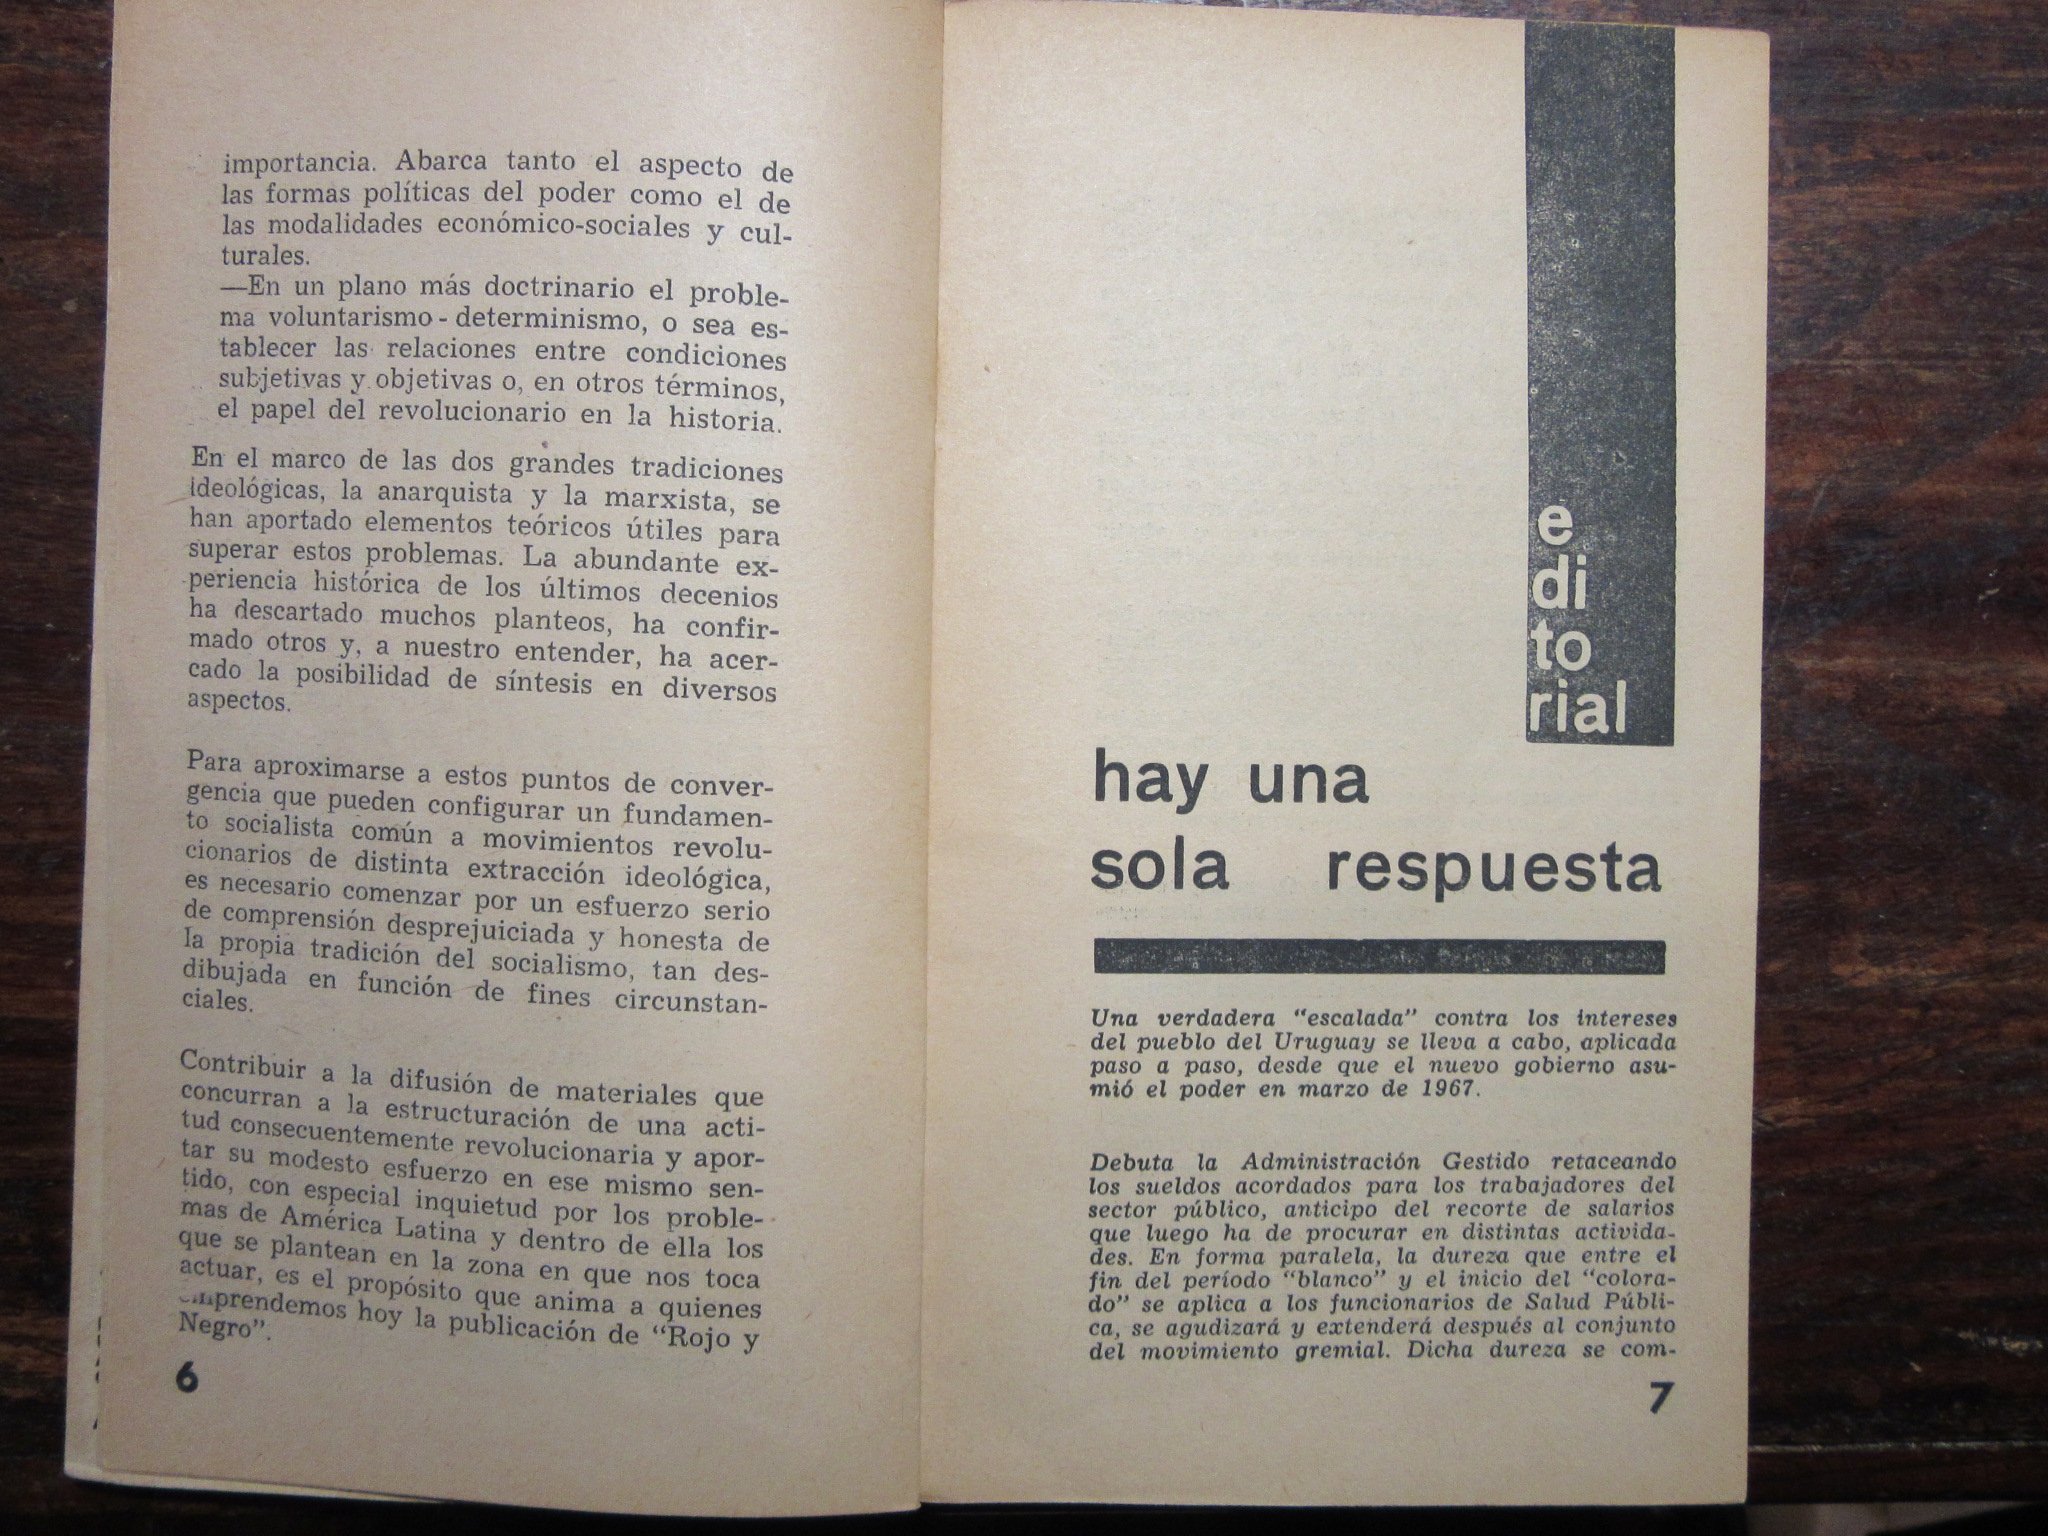 importancia. Abarca tanto el aspecto de
las formas políticas del poder como el de
las modalidades económico-sociales y cul-
turales.
—En un plano más doctrinario el proble-
ma voluntarismo - determinismo, o sea es-
tablecer las relaciones entre condiciones
subjetivas y objetivas o, en otros términos,
el papel del revolucionario en la historia.
En el marco de las dos grandes tradiciones
ideológicas, la anarquista y la marxista, se
han aportado elementos teóricos útiles para
superar estos problemas. La abundante ex-
periencia histórica de los últimos decenios
ha descartado muchos planteos, ha confir-
mado otros y, a nuestro entender, ha acer-
cado la posibilidad de síntesis en diversos
aspectos.
Para aproximarse a estos puntos de conver-
gencia que pueden configurar un fundamen-
to socialista común a movimientos revolu-
cionarios de distinta extracción ideológica,
es necesario comenzar por un esfuerzo serio
de comprensión desprejuiciada y honesta de
la propia tradición del socialismo, tan des-
dibujada en función de fines circunstan-
ciales.
Contribuir a la difusión de materiales que
concurran a la estructuración de una acti-
tud consecuentemente revolucionaria y apor-
tar su modesto esfuerzo en ese mismo sen-
tido, con especial inquietud por los proble-
mas de América Latina y dentro de ella los
que se plantean en la zona en que nos toca
actuar, es el propósito que anima a quienes
emprendemos hoy la publicación de “Rojo y
Negro”.
6
e
di
to
rial
hay una
sola respuesta
Una verdadera “escalada” contra los intereses
del pueblo del Uruguay se lleva a cabo, aplicada
paso a paso, desde que el nuevo gobierno asu-
mió el poder en marzo de 1967.
Debuta la Administración Gestido retaceando
los sueldos acordados para los trabajadores del
sector público, anticipo del recorte de salarios
que luego ha de procurar en distintas activida-
des. En forma paralela, la dureza que entre el
fin del período “blanco” y el inicio del “colora-
do” se aplica a los funcionarios de Salud Públi-
ca, se agudizará y extenderá después al conjunto
del movimiento gremial. Dicha dureza se com-
7